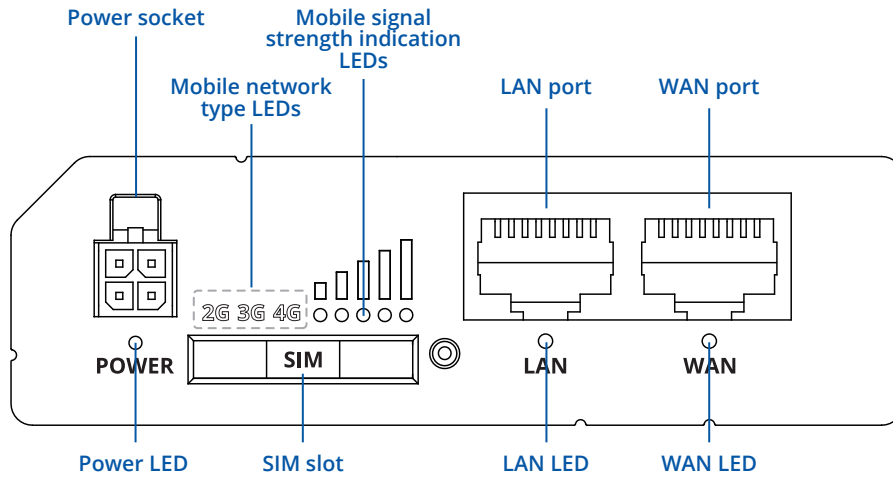 Power socket
Mobile signal
strength indication
LEDs
Mobile network
type LEDs
LAN port
WAN port
2G 3G 4G
POWER
SIM
LAN
WAN
Power LED
SIM slot
LAN LED
WAN LED